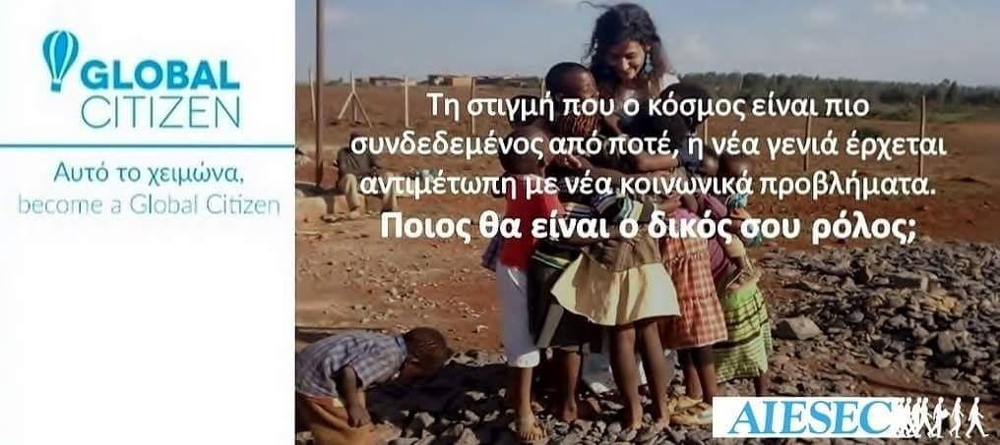 GLOBAL
CITIZEN
Αυτό το χειμώνα,
become a Global Citizen
Τη στιγμή που ο κόσμος είναι πιο
συνδεδεμένος από ποτέ, η νέα γενιά έρχεται
αντιμέτωπη με νέα κοινωνικά προβλήματα.
Ποιος θα είναι ο δικός σου ρόλος;
AIESEC